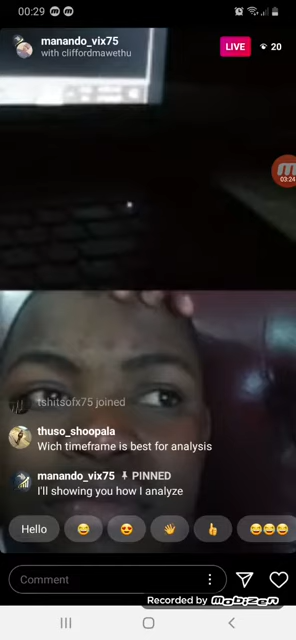 00:29
manando_vix75
with cliffordmawethu
LIVE
20
03:24
tshitsofx75 joined
thuso_shoopala
Wich timeframe is best for analysis
manando_vix75 PINNED
I'll showing you how I analyze
Hello
Comment
Recorded by Mobizen